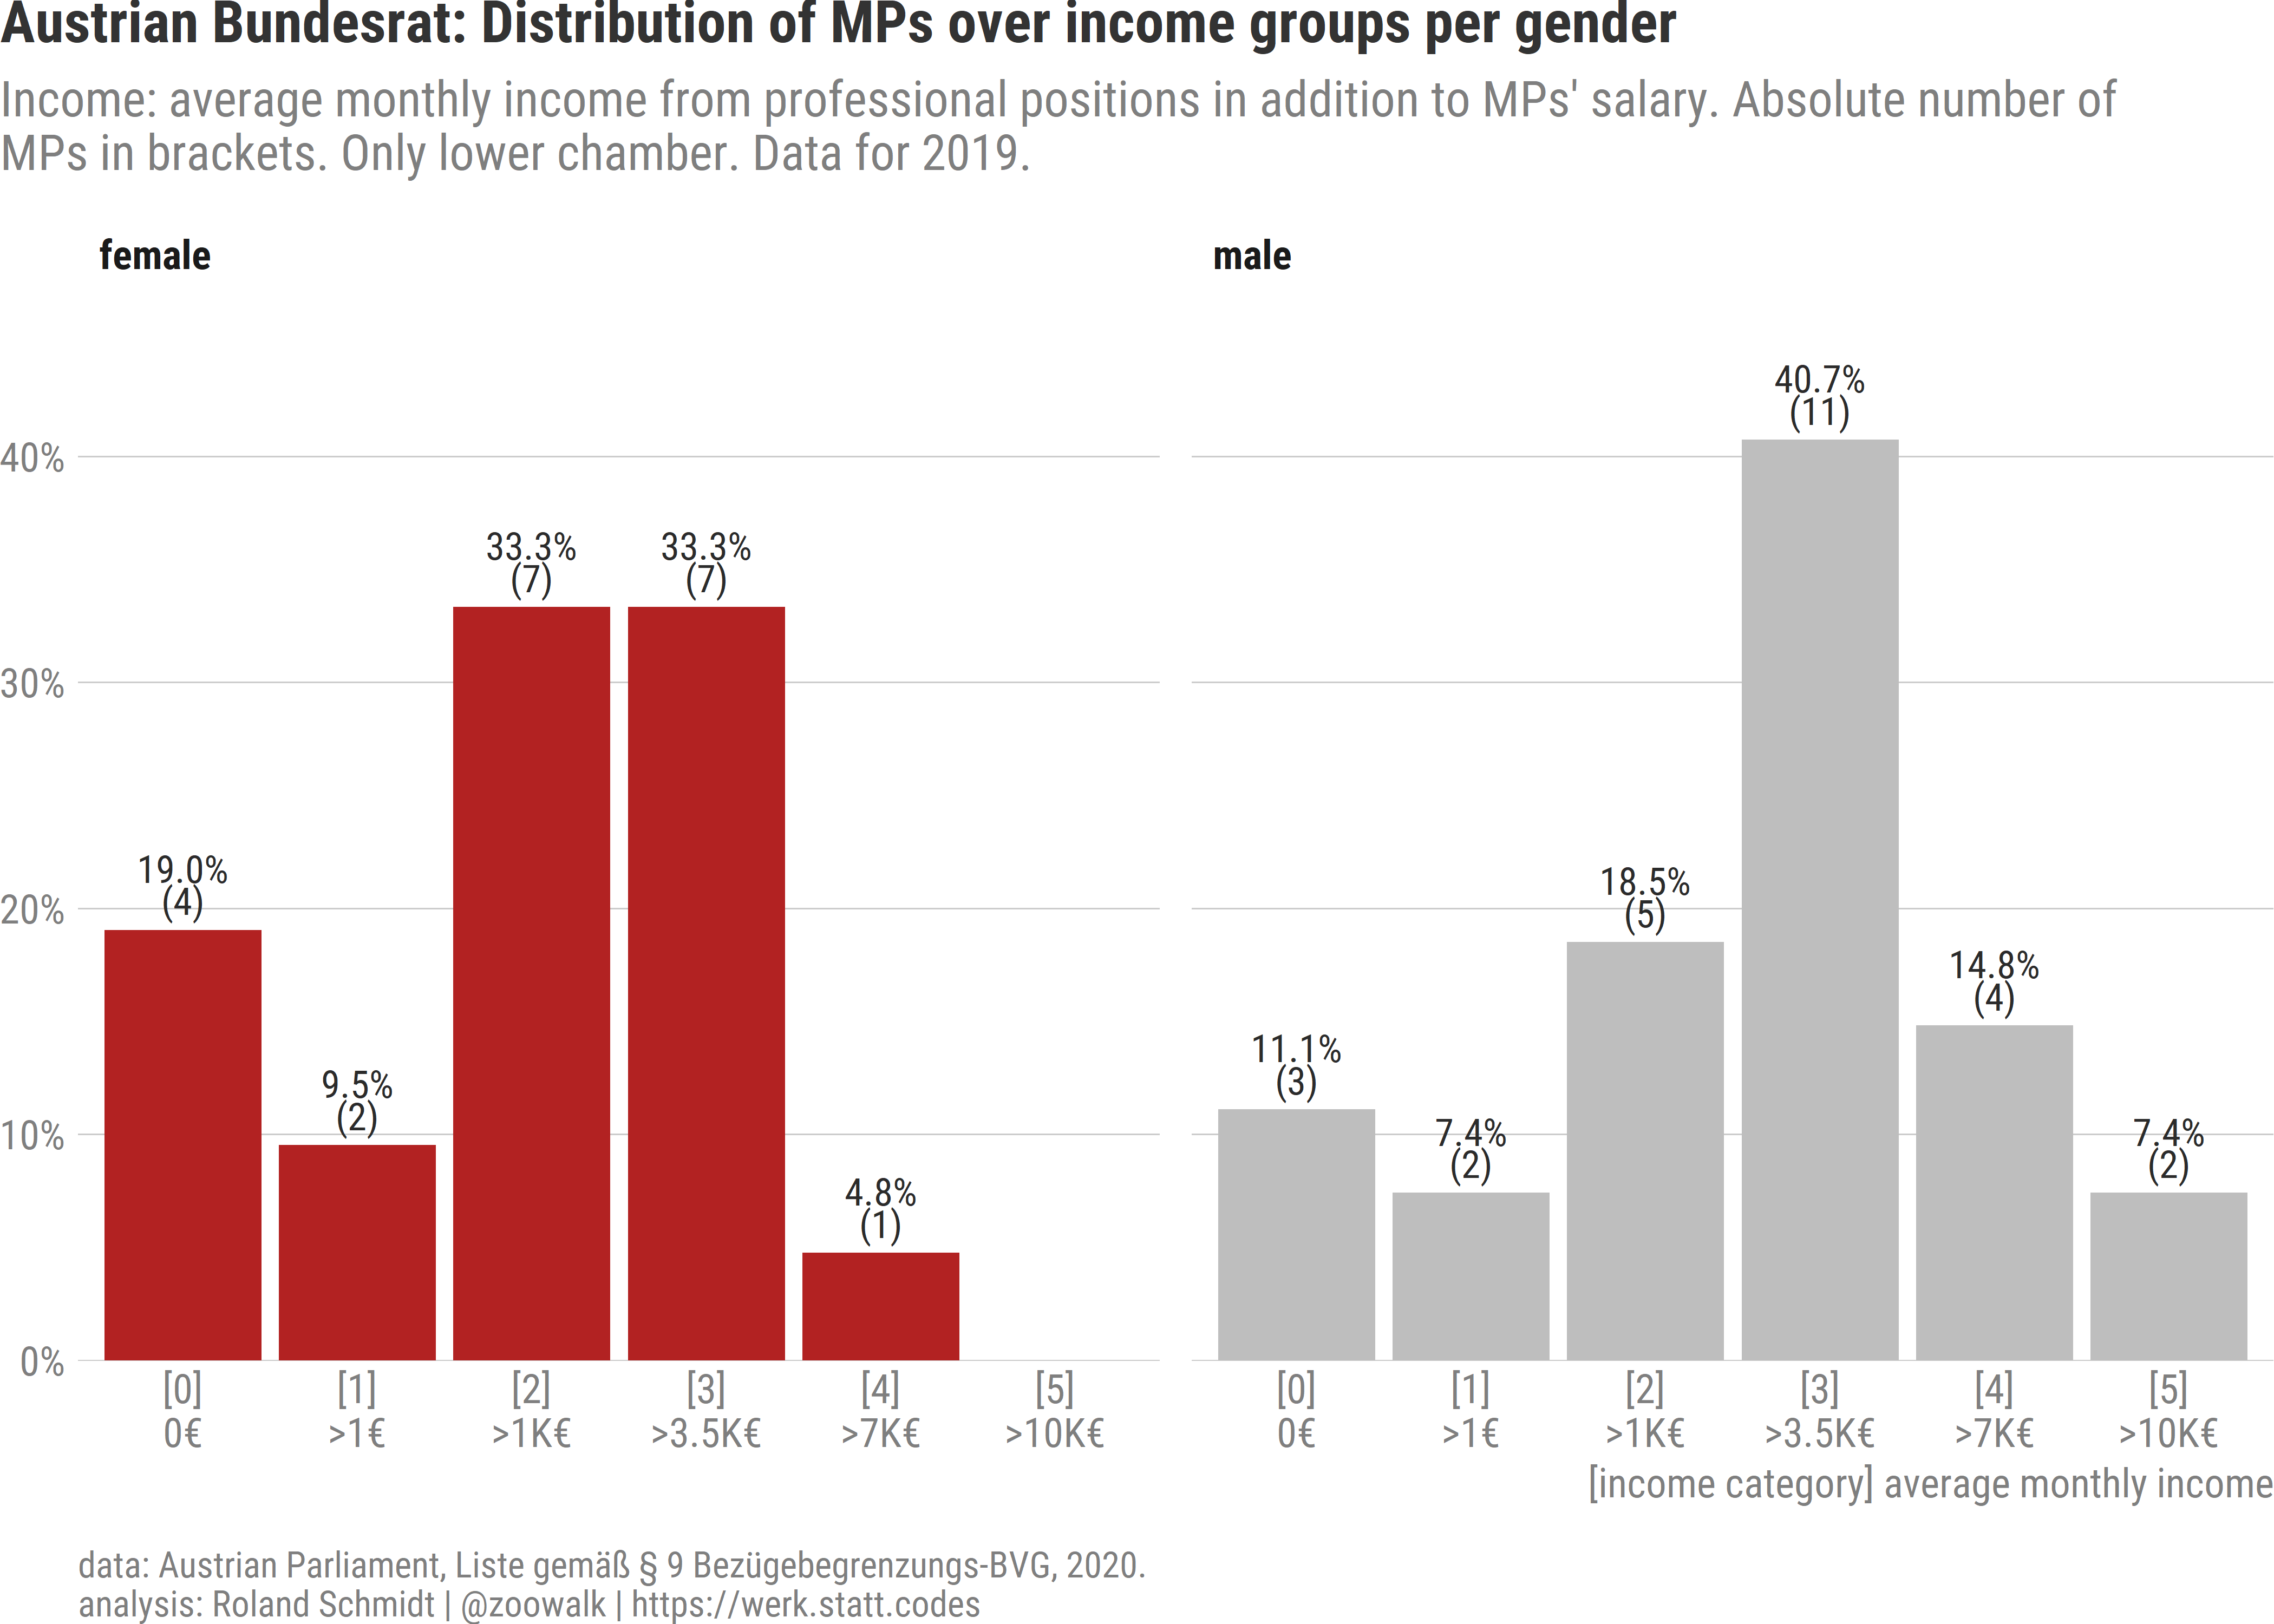 Austrian Bundesrat: Distribution of MPs over income groups per gender
Income: average monthly income from professional positions in addition to MPs' salary. Absolute number of
MPs in brackets. Only lower chamber. Data for 2019.
female
40%
30%
20%
10%
0%
19.0%
(4)
9.5%
(2)
33.3%
(7)
33.3%
(7)
4.8%
(1)
[0]
0€
[1]
>1€
[2]
>1K€
[3]
>3.5K€
[4]
>7K€
[5]
>10K€
male
11.1%
(3)
7.4%
(2)
18.5%
(5)
40.7%
(11)
14.8%
(4)
7.4%
(2)
[0]
0€
[1]
>1€
[2]
>1K€
[3]
>3.5K€
[4]
>7K€
[5]
>10K€
[income category] average monthly income
data: Austrian Parliament, Liste gemäß § 9 Bezügebegrenzungs-BVG, 2020.
analysis: Roland Schmidt | @zoowalk | https://werk.statt.codes